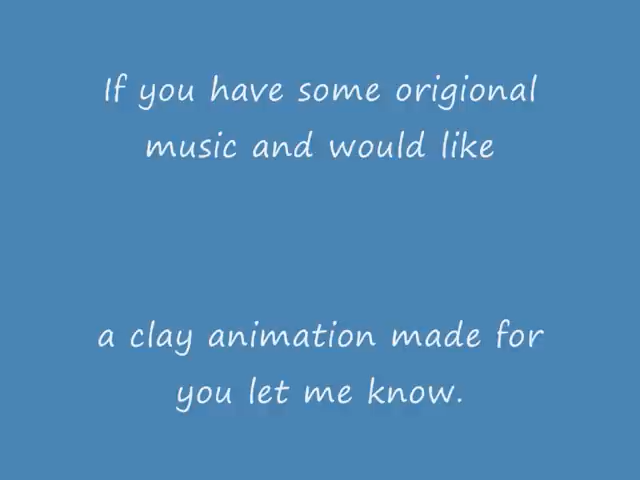 If you have some origional
music and would like
a clay animation made for
you let me know.